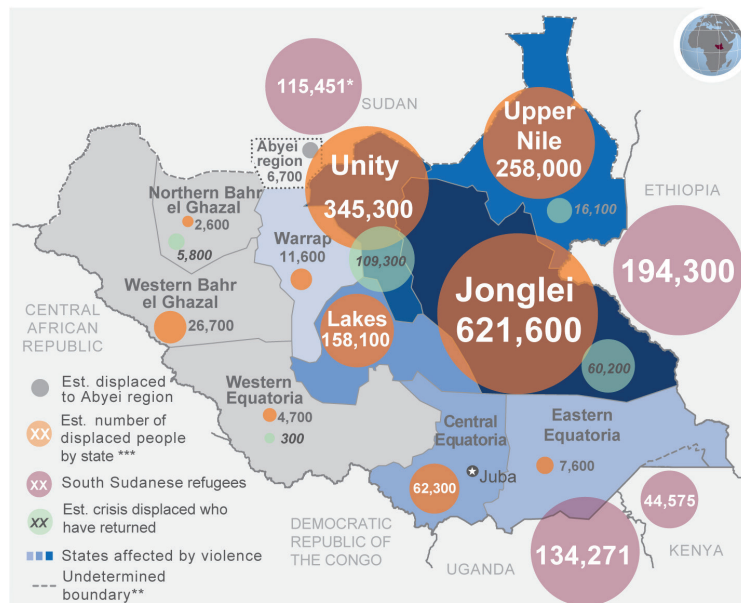 115,451*
SUDAN
Upper
Nile
258,000
Abyei
region
6,700
Unity
345,300
Northern Bahr
el Ghazal
2,600
5,800
16,100
ETHIOPIA
194,300
Warrap
11,600
109,300
Jonglei
621,600
Western Bahr
el Ghazal
26,700
CENTRAL
AFRICAN
REPUBLIC
Lakes
158,100
60,200
Est. displaced
to Abyei region
XX
Est. number of
displaced people
by state ***
XX
South Sudanese refugees
XX
Est crisis displaced who
have returned
States affected by violence
Undetermined
boundary**
Western
Equatoria
4,700
300
Central
Equatoria
Juba
62,300
Eastern
Equatoria
7,600
DEMOCRATIC
REPUBLIC OF
THE CONGO
UGANDA
134,271
44,575
KENYA